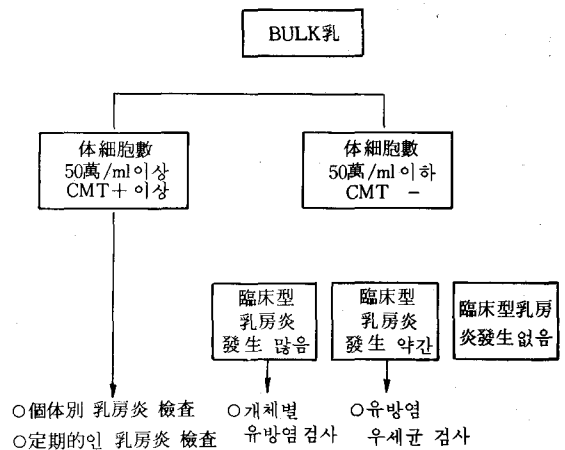 BULK乳
体細胞數
50萬/ml이상
CMT+ 이상
体細胞數
50萬/ml이하
CMT −
臨床型
乳房炎
發生 많음
臨床型
乳房炎
發生 약간
臨床型乳房
炎發生없음
○個体別 乳房炎 檢査
○定期的인 乳房炎 檢査
○개체별
유방염검사
○유방염
우세균 검사